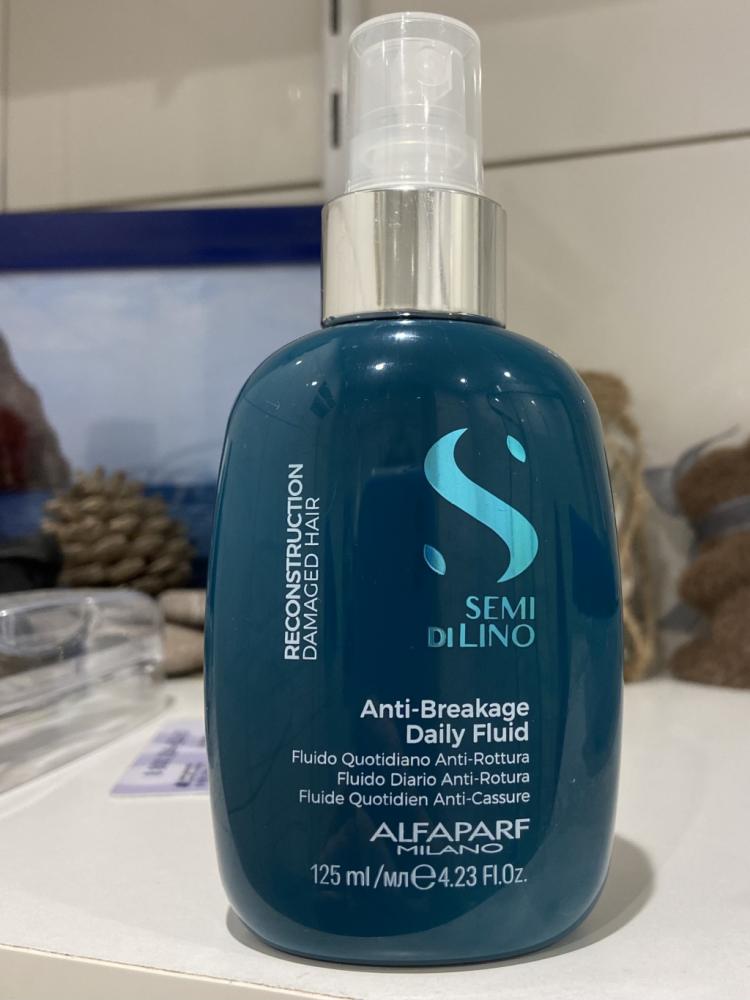 RECONSTRUCTION
DAMAGED HAIR
SEMI
DI LINO
Anti-Breakage
Daily Fluid
Fluido Quotidiano Anti-Rottura
Fluido Diario Anti-Rotura
Fluide Quotidien Anti-Cassure
ALFAPARF
MILANO
125 ml /мл℮4.23 Fl.Oz.